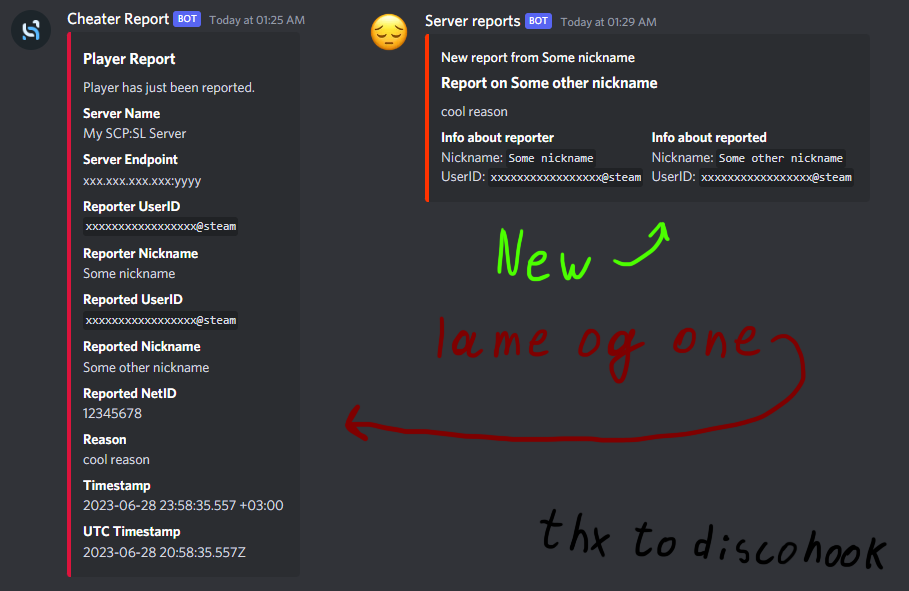 Cheater Report BOT Today at 01:25 AM
Player Report
Player has just been reported.
Server Name
My SCP:SL Server
Server Endpoint
xxx.xxx.xxx.xxx:yyyy
Reporter UserID
xxxxxxxxxxxxxxxxx@steam
Reporter Nickname
Some nickname
Reported UserID
xxxxxxxxxxxxxxxxx@steam
Reported Nickname
Some other nickname
Reported NetID
12345678
Reason
cool reason
Timestamp
2023-06-28 23:58:35.557 +03:00
UTC Timestamp
2023-06-28 20:58:35.557Z
Server reports BOT Today at 01:29 AM
New report from Some nickname
Report on Some other nickname
cool reason
Info about reporter
Nickname: Some nickname
UserID: xxxxxxxxxxxxxxxxx@steam
Info about reported
Nickname: Some other nickname
UserID: xxxxxxxxxxxxxxxxx@steam
New
lame og one
thx to discohook